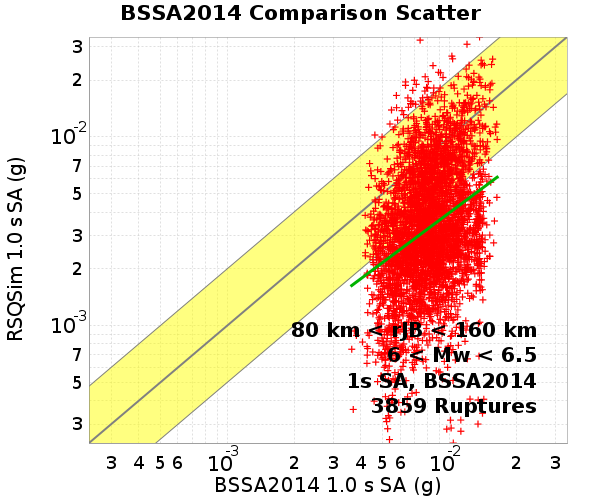 BSSA2014 Comparison Scatter
RSQSim 1.0 s SA (g)
3
2
10-2
7
5
3
2
10-3
7
5
3
80 km < rJB < 160 km
6 < Mw < 6.5
1s SA, BSSA2014
3859 Ruptures
3 4 5 6 10-3 2 3 4 5 6 10-2 2 3
BSSA2014 1.0 s SA (g)